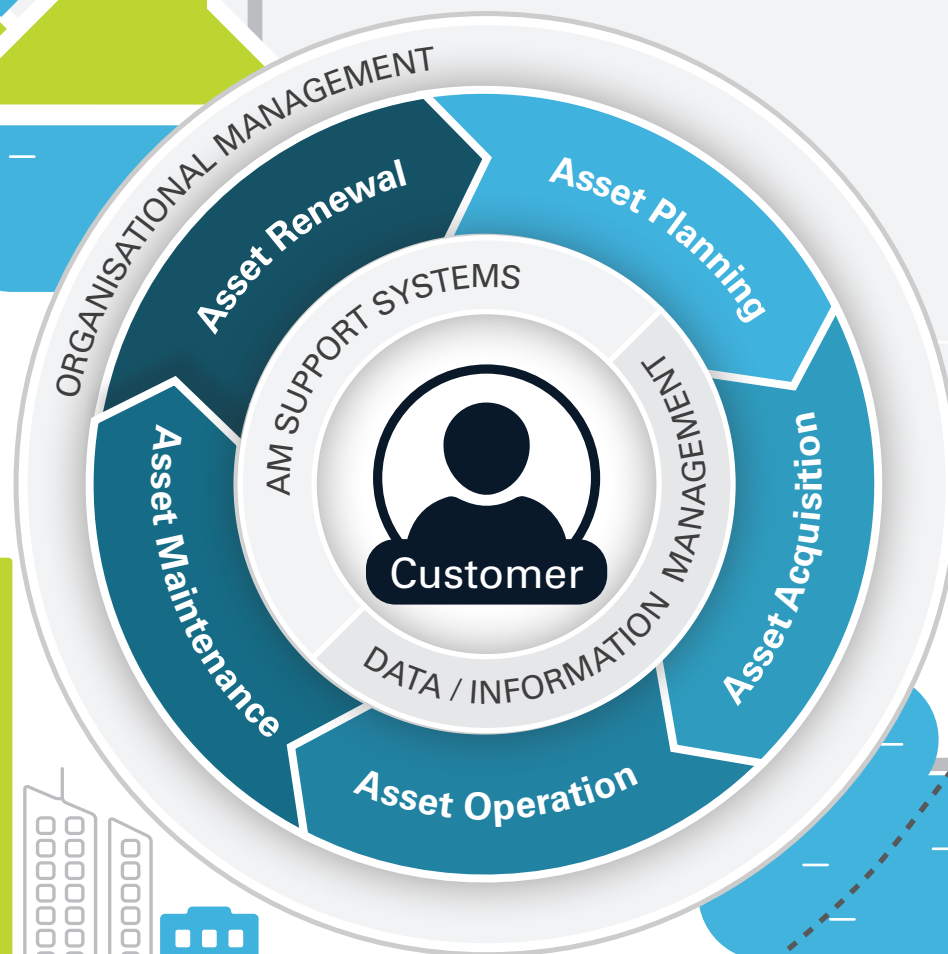 ORGANISATIONAL MANAGEMENT
Asset Planning
Asset Acquisition
Asset Operation
Asset Maintenance
Asset Renewal
AM SUPPORT SYSTEMS
DATA / INFORMATION MANAGEMENT
Customer